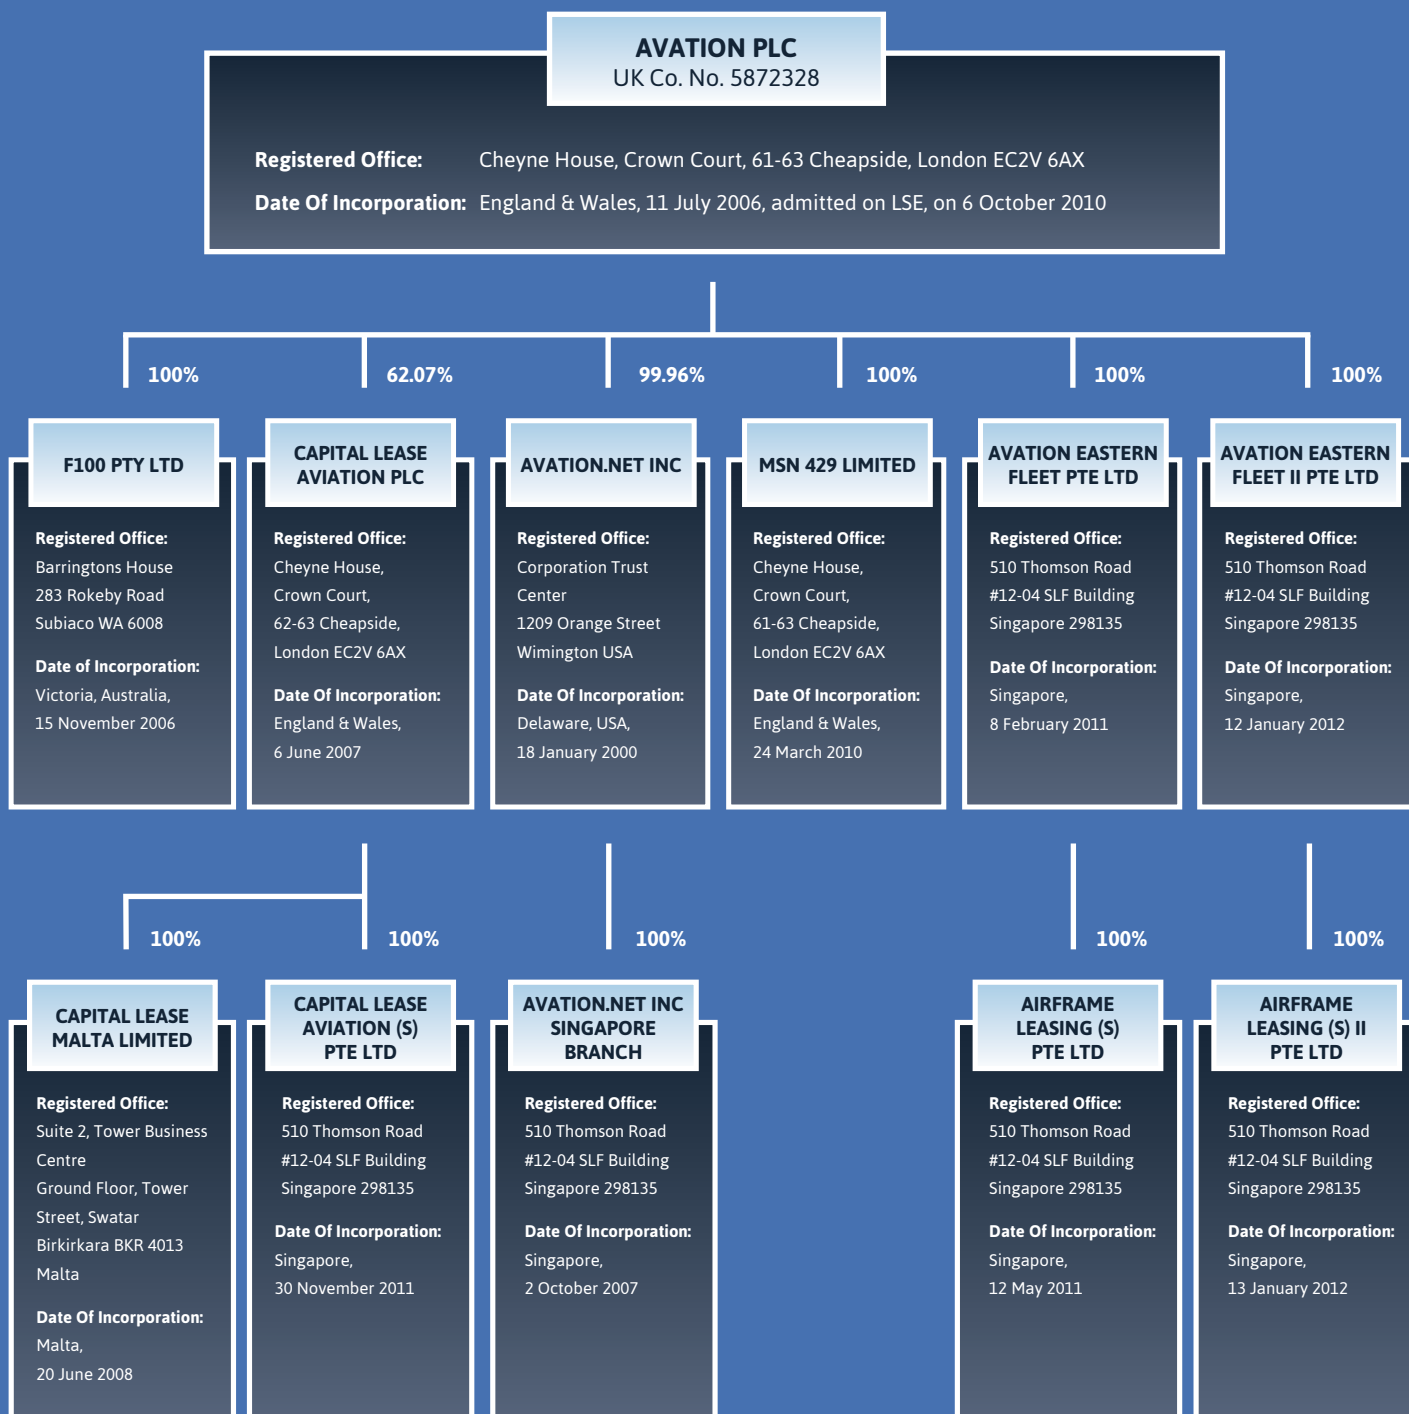 AVATION PLC
UK Co. No. 5872328
Registered Office: Cheyne House, Crown Court, 61-63 Cheapside, London EC2V 6AX
Date Of Incorporation: England & Wales, 11 July 2006, admitted on LSE, on 6 October 2010
100%
62.07%
99.96%
100%
100%
100%
F100 PTY LTD
Registered Office:
Barringtons House
283 Rokeby Road
Subiaco WA 6008
Date of Incorporation:
Victoria, Australia,
15 November 2006
CAPITAL LEASE
AVIATION PLC
Registered Office:
Cheyne House,
Crown Court,
62-63 Cheapside,
London EC2V 6AX
Date Of Incorporation:
England & Wales,
6 June 2007
AVATION.NET INC
Registered Office:
Corporation Trust
Center
1209 Orange Street
Wimington USA
Date Of Incorporation:
Delaware, USA,
18 January 2000
MSN 429 LIMITED
Registered Office:
Cheyne House,
Crown Court,
61-63 Cheapside,
London EC2V 6AX
Date Of Incorporation:
England & Wales,
24 March 2010
AVATION EASTERN
FLEET PTE LTD
Registered Office:
510 Thomson Road
#12-04 SLF Building
Singapore 298135
Date Of Incorporation:
Singapore,
8 February 2011
AVATION EASTERN
FLEET II PTE LTD
Registered Office:
510 Thomson Road
#12-04 SLF Building
Singapore 298135
Date Of Incorporation:
Singapore,
12 January 2012
100%
100%
100%
100%
100%
CAPITAL LEASE
MALTA LIMITED
Registered Office:
Suite 2, Tower Business
Centre
Ground Floor, Tower
Street, Swatar
Birkirkara BKR 4013
Malta
Date Of Incorporation:
Malta,
20 June 2008
CAPITAL LEASE
AVIATION (S)
PTE LTD
Registered Office:
510 Thomson Road
#12-04 SLF Building
Singapore 298135
Date Of Incorporation:
Singapore,
30 November 2011
AVATION.NET INC
SINGAPORE
BRANCH
Registered Office:
510 Thomson Road
#12-04 SLF Building
Singapore 298135
Date Of Incorporation:
Singapore,
2 October 2007
AIRFRAME
LEASING (S)
PTE LTD
Registered Office:
510 Thomson Road
#12-04 SLF Building
Singapore 298135
Date Of Incorporation:
Singapore,
12 May 2011
AIRFRAME
LEASING (S) II
PTE LTD
Registered Office:
510 Thomson Road
#12-04 SLF Building
Singapore 298135
Date Of Incorporation:
Singapore,
13 January 2012